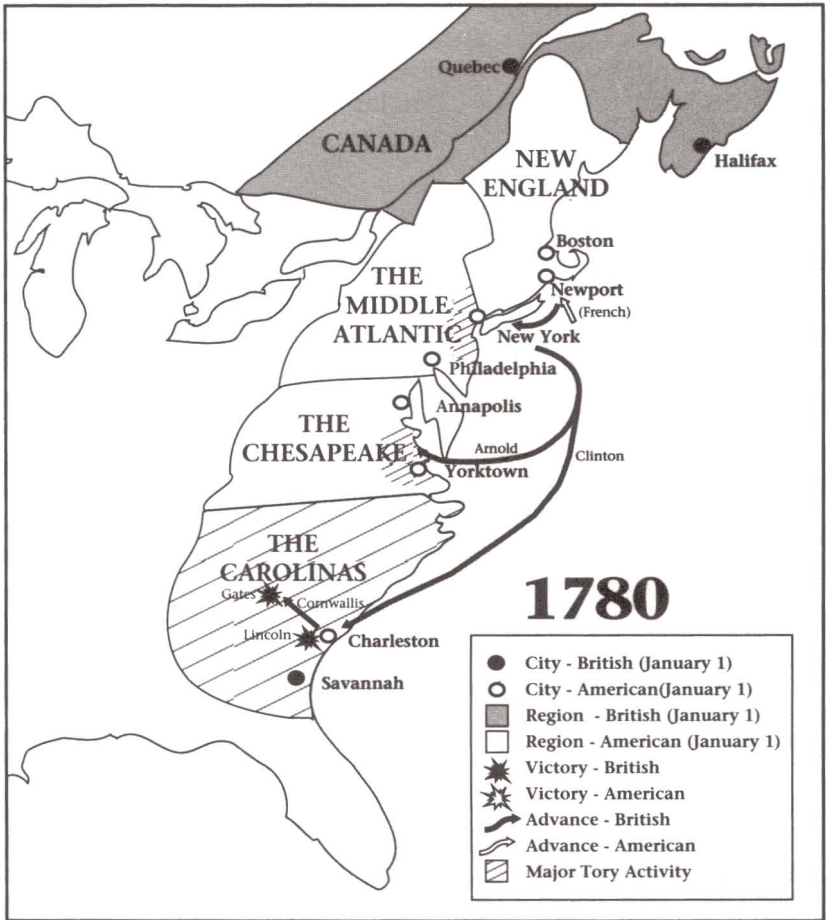 Quebec
CANADA
NEW
ENGLAND
Halifax
Boston
Newport
(French)
THE
MIDDLE
ATLANTIC
New York
Philadelphia
Annapolis
THE
CHESAPEAKE
Arnold
Clinton
Yorktown
THE
CAROLINAS
Gates
Cornwallis
Lincoln
Charleston
Savannah
1780
City - British (January 1)
City - American(January 1)
Region - British (January 1)
Region - American (January 1)
Victory - British
Victory - American
Advance - British
Advance - American
Major Tory Activity